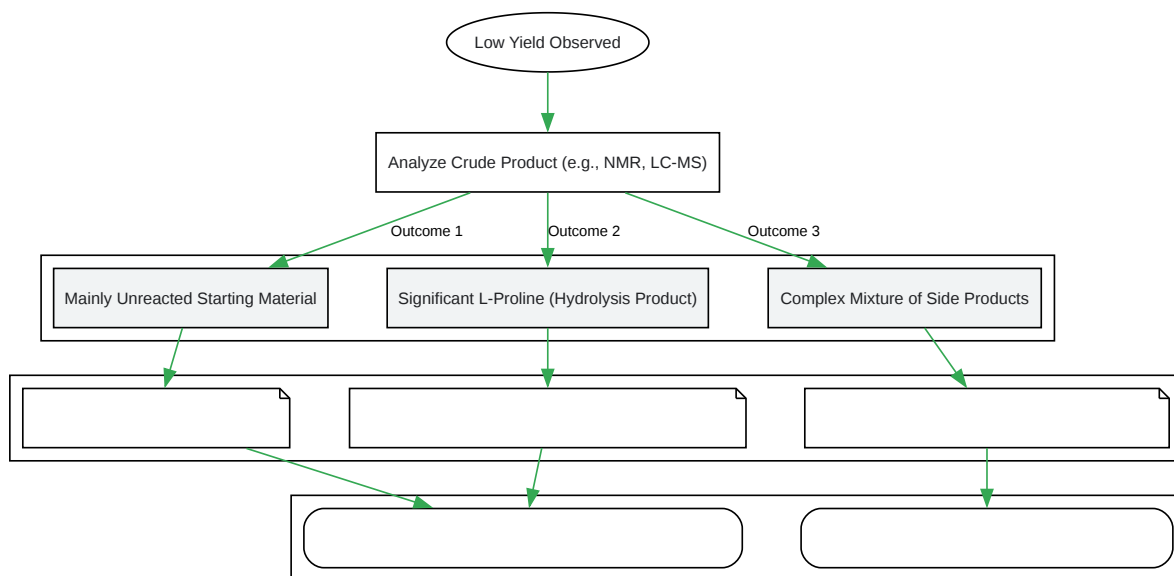 Low Yield Observed
Analyze Crude Product (e.g., NMR, LC-MS)
Outcome 1
Outcome 2
Outcome 3
Mainly Unreacted Starting Material
Significant L-Proline (Hydrolysis Product)
Complex Mixture of Side Products